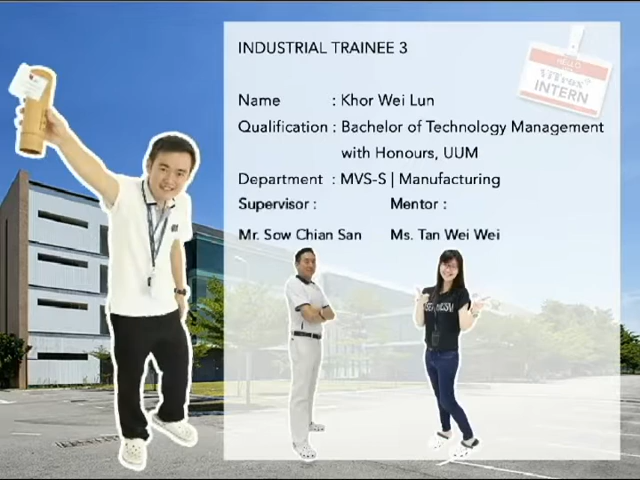 INDUSTRIAL TRAINEE 3
HELLO
ViTrox
INTERN
Name : Khor Wei Lun
Qualification : Bachelor of Technology Management
with Honours, UUM
Department : MVS-S | Manufacturing
Supervisor : Mentor :
Mr. Sow Chian San Ms. Tan Wei Wei